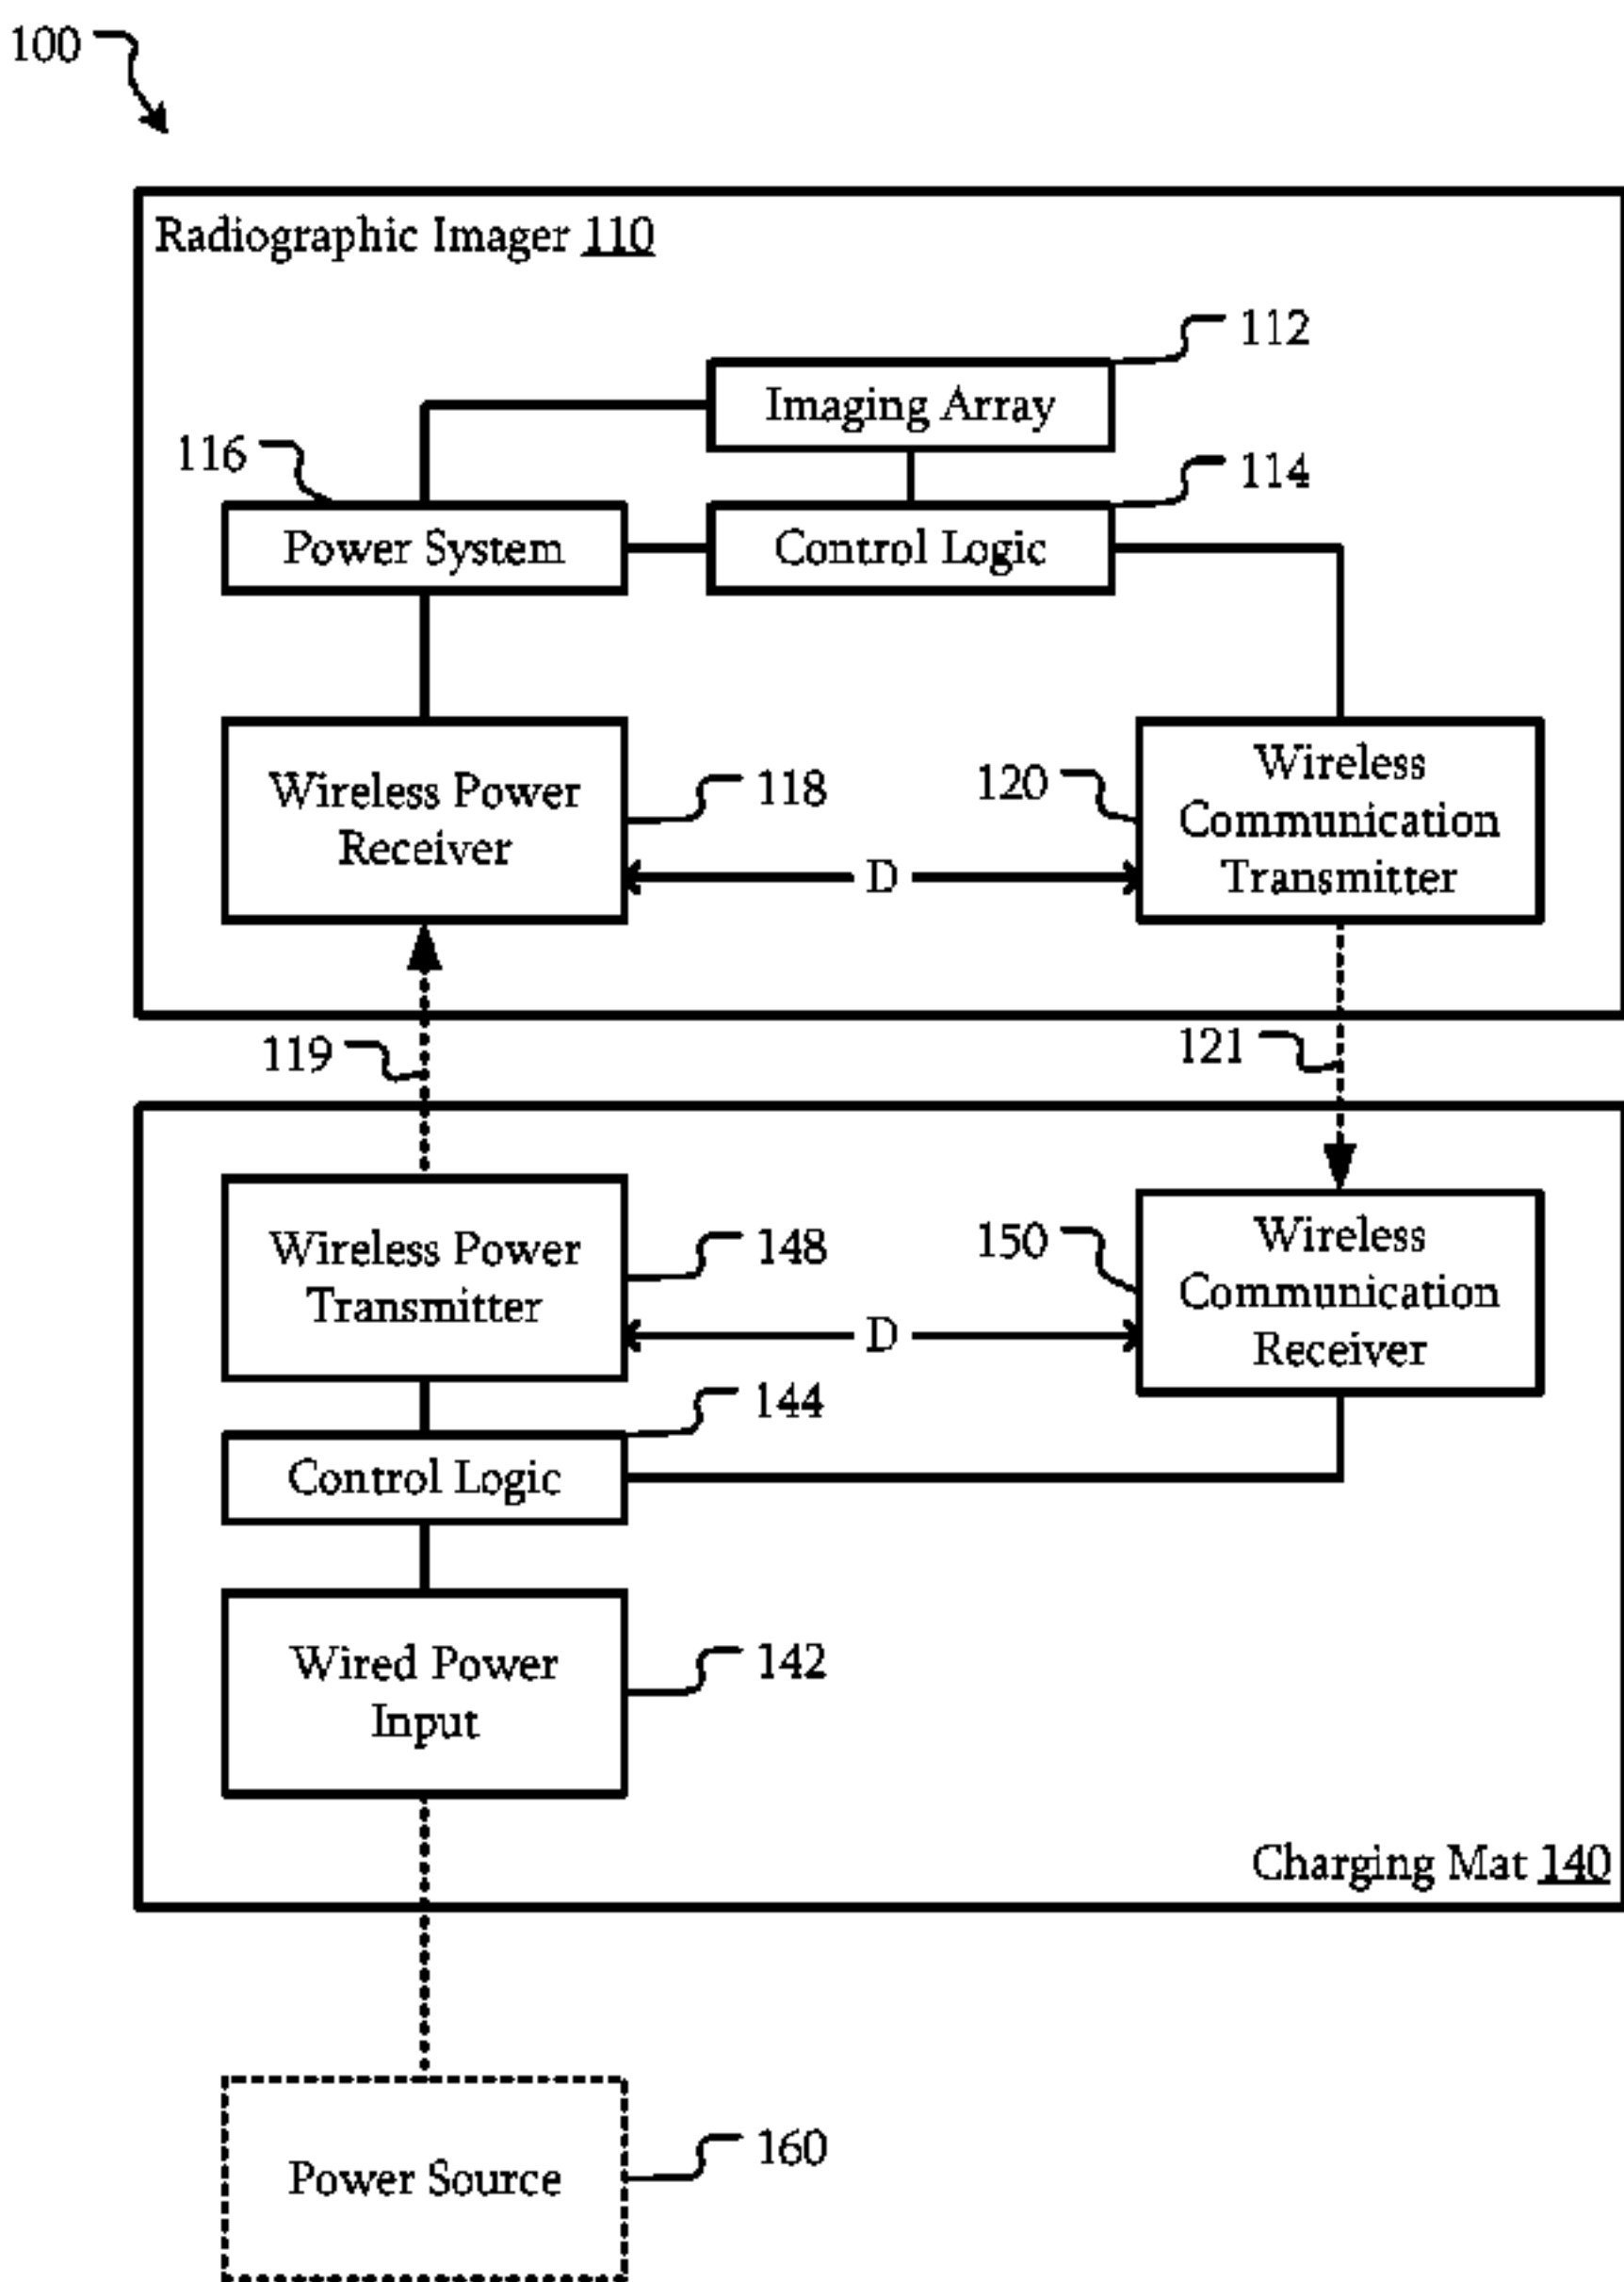 100
Radiographic Imager 110
112
Imaging Array
116
114
Power System
Control Logic
Wireless Power
Receiver
118
120
Wireless
Communication
Transmitter
D
119
121
Wireless Power
Transmitter
148
150
Wireless
Communication
Receiver
D
144
Control Logic
Wired Power
Input
142
Charging Mat 140
Power Source
160